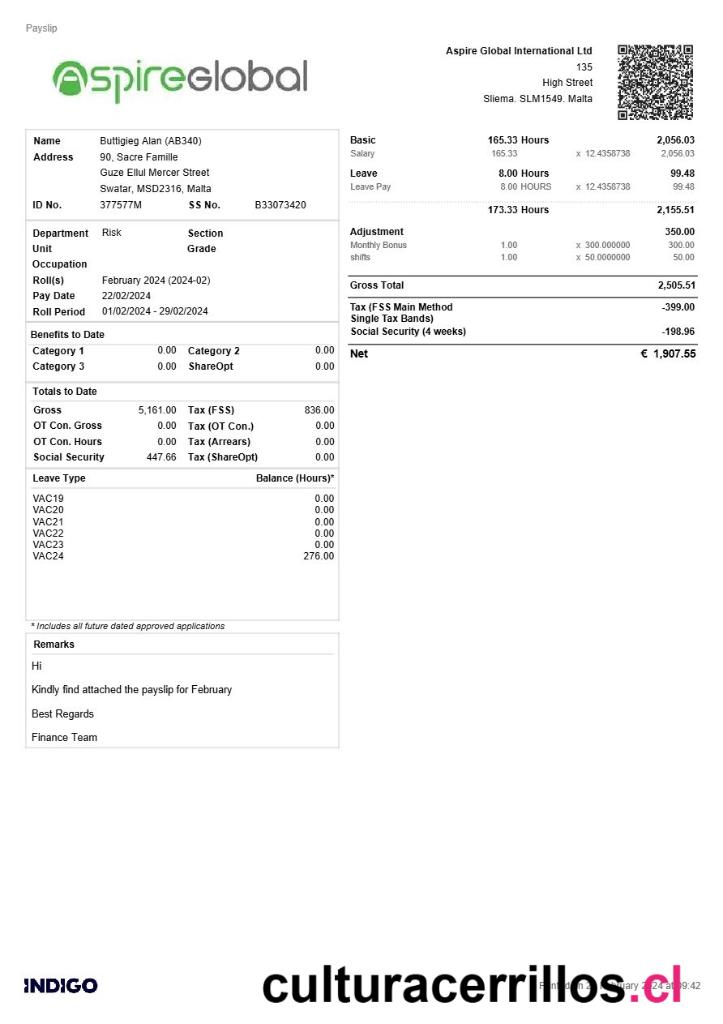 Payslip
AspireGlobal
Aspire Global International Ltd
135
High Street
Sliema. SLM1549. Malta
Name Buttigieg Alan (AB340)
Address 90, Sacre Famille
Guze Ellul Mercer Street
Swatar, MSD2316, Malta
ID No. 377577M SS No. B33073420
Department Risk Section
Unit Grade
Occupation
Roll(s) February 2024 (2024-02)
Pay Date 22/02/2024
Roll Period 01/02/2024 - 29/02/2024
Benefits to Date
Category 1 0.00 Category 2 0.00
Category 3 0.00 ShareOpt 0.00
Totals to Date
Gross 5,161.00 Tax (FSS) 836.00
OT Con. Gross 0.00 Tax (OT Con.) 0.00
OT Con. Hours 0.00 Tax (Arrears) 0.00
Social Security 447.66 Tax (ShareOpt) 0.00
Leave Type Balance (Hours)*
VAC19 0.00
VAC20 0.00
VAC21 0.00
VAC22 0.00
VAC23 0.00
VAC24 276.00
* Includes all future dated approved applications
Remarks
Hi
Kindly find attached the payslip for February
Best Regards
Finance Team
Basic 165.33 Hours 2,056.03
Salary 165.33 x 12.4358738 2,056.03
Leave 8.00 Hours 99.48
Leave Pay 8.00 HOURS x 12.4358738 99.48
173.33 Hours 2,155.51
Adjustment 350.00
Monthly Bonus 1.00 x 300.000000 300.00
shifts 1.00 x 50.0000000 50.00
Gross Total 2,505.51
Tax (FSS Main Method -399.00
Single Tax Bands)
Social Security (4 weeks) -198.96
Net € 1,907.55
INDIGO
culturacerrillos.cl